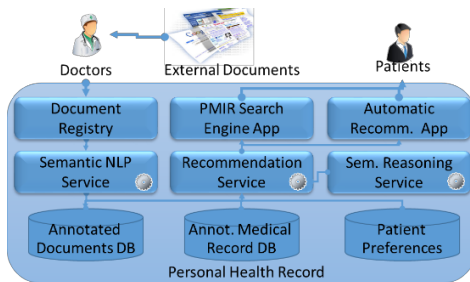 Doctors
External Documents
Patients
Document
Registry
PMIR Search
Engine App
Automatic
Recomm. App
Semantic NLP
Service
Recommendation
Service
Sem. Reasoning
Service
Annotated
Documents DB
Annot. Medical
Record DB
Patient
Preferences
Personal Health Record